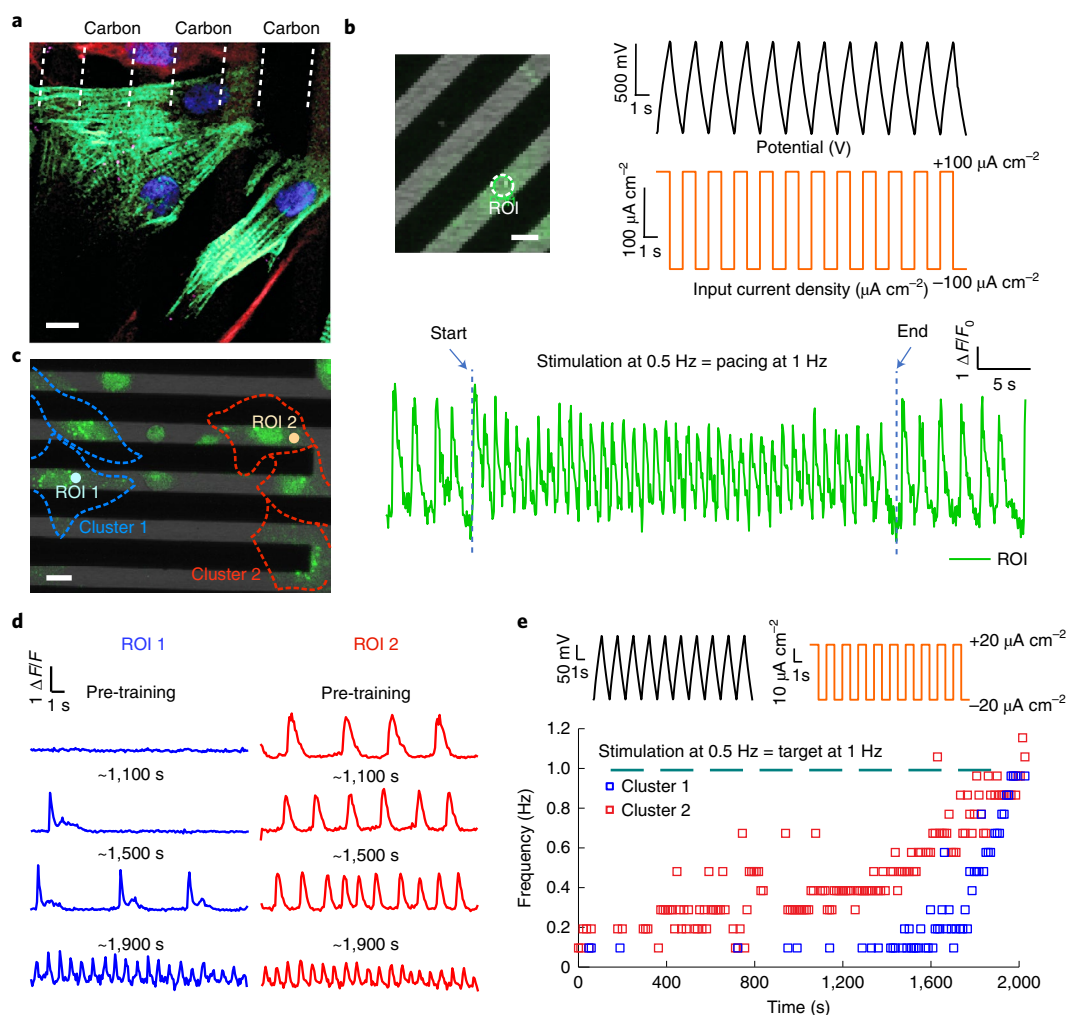 a
Carbon Carbon Carbon
b
ROI
500 mV
1 s
Potential (V)
+100 µA cm⁻²
100 µA cm⁻²
1 s
Input current density (µA cm⁻²)
–100 µA cm⁻²
Start
Stimulation at 0.5 Hz = pacing at 1 Hz
End
1 ΔF/F₀
5 s
ROI
c
ROI 2
ROI 1
Cluster 1
Cluster 2
d
ROI 1 ROI 2
1 ΔF/F
1 s
Pre-training Pre-training
~1,100 s ~1,100 s
~1,500 s ~1,500 s
~1,900 s ~1,900 s
e
50 mV
1s
10 µA cm⁻²
1s
+20 µA cm⁻²
–20 µA cm⁻²
Stimulation at 0.5 Hz = target at 1 Hz
Cluster 1
Cluster 2
Frequency (Hz)
1.2
1.0
0.8
0.6
0.4
0.2
0
0 400 800 1,200 1,600 2,000
Time (s)